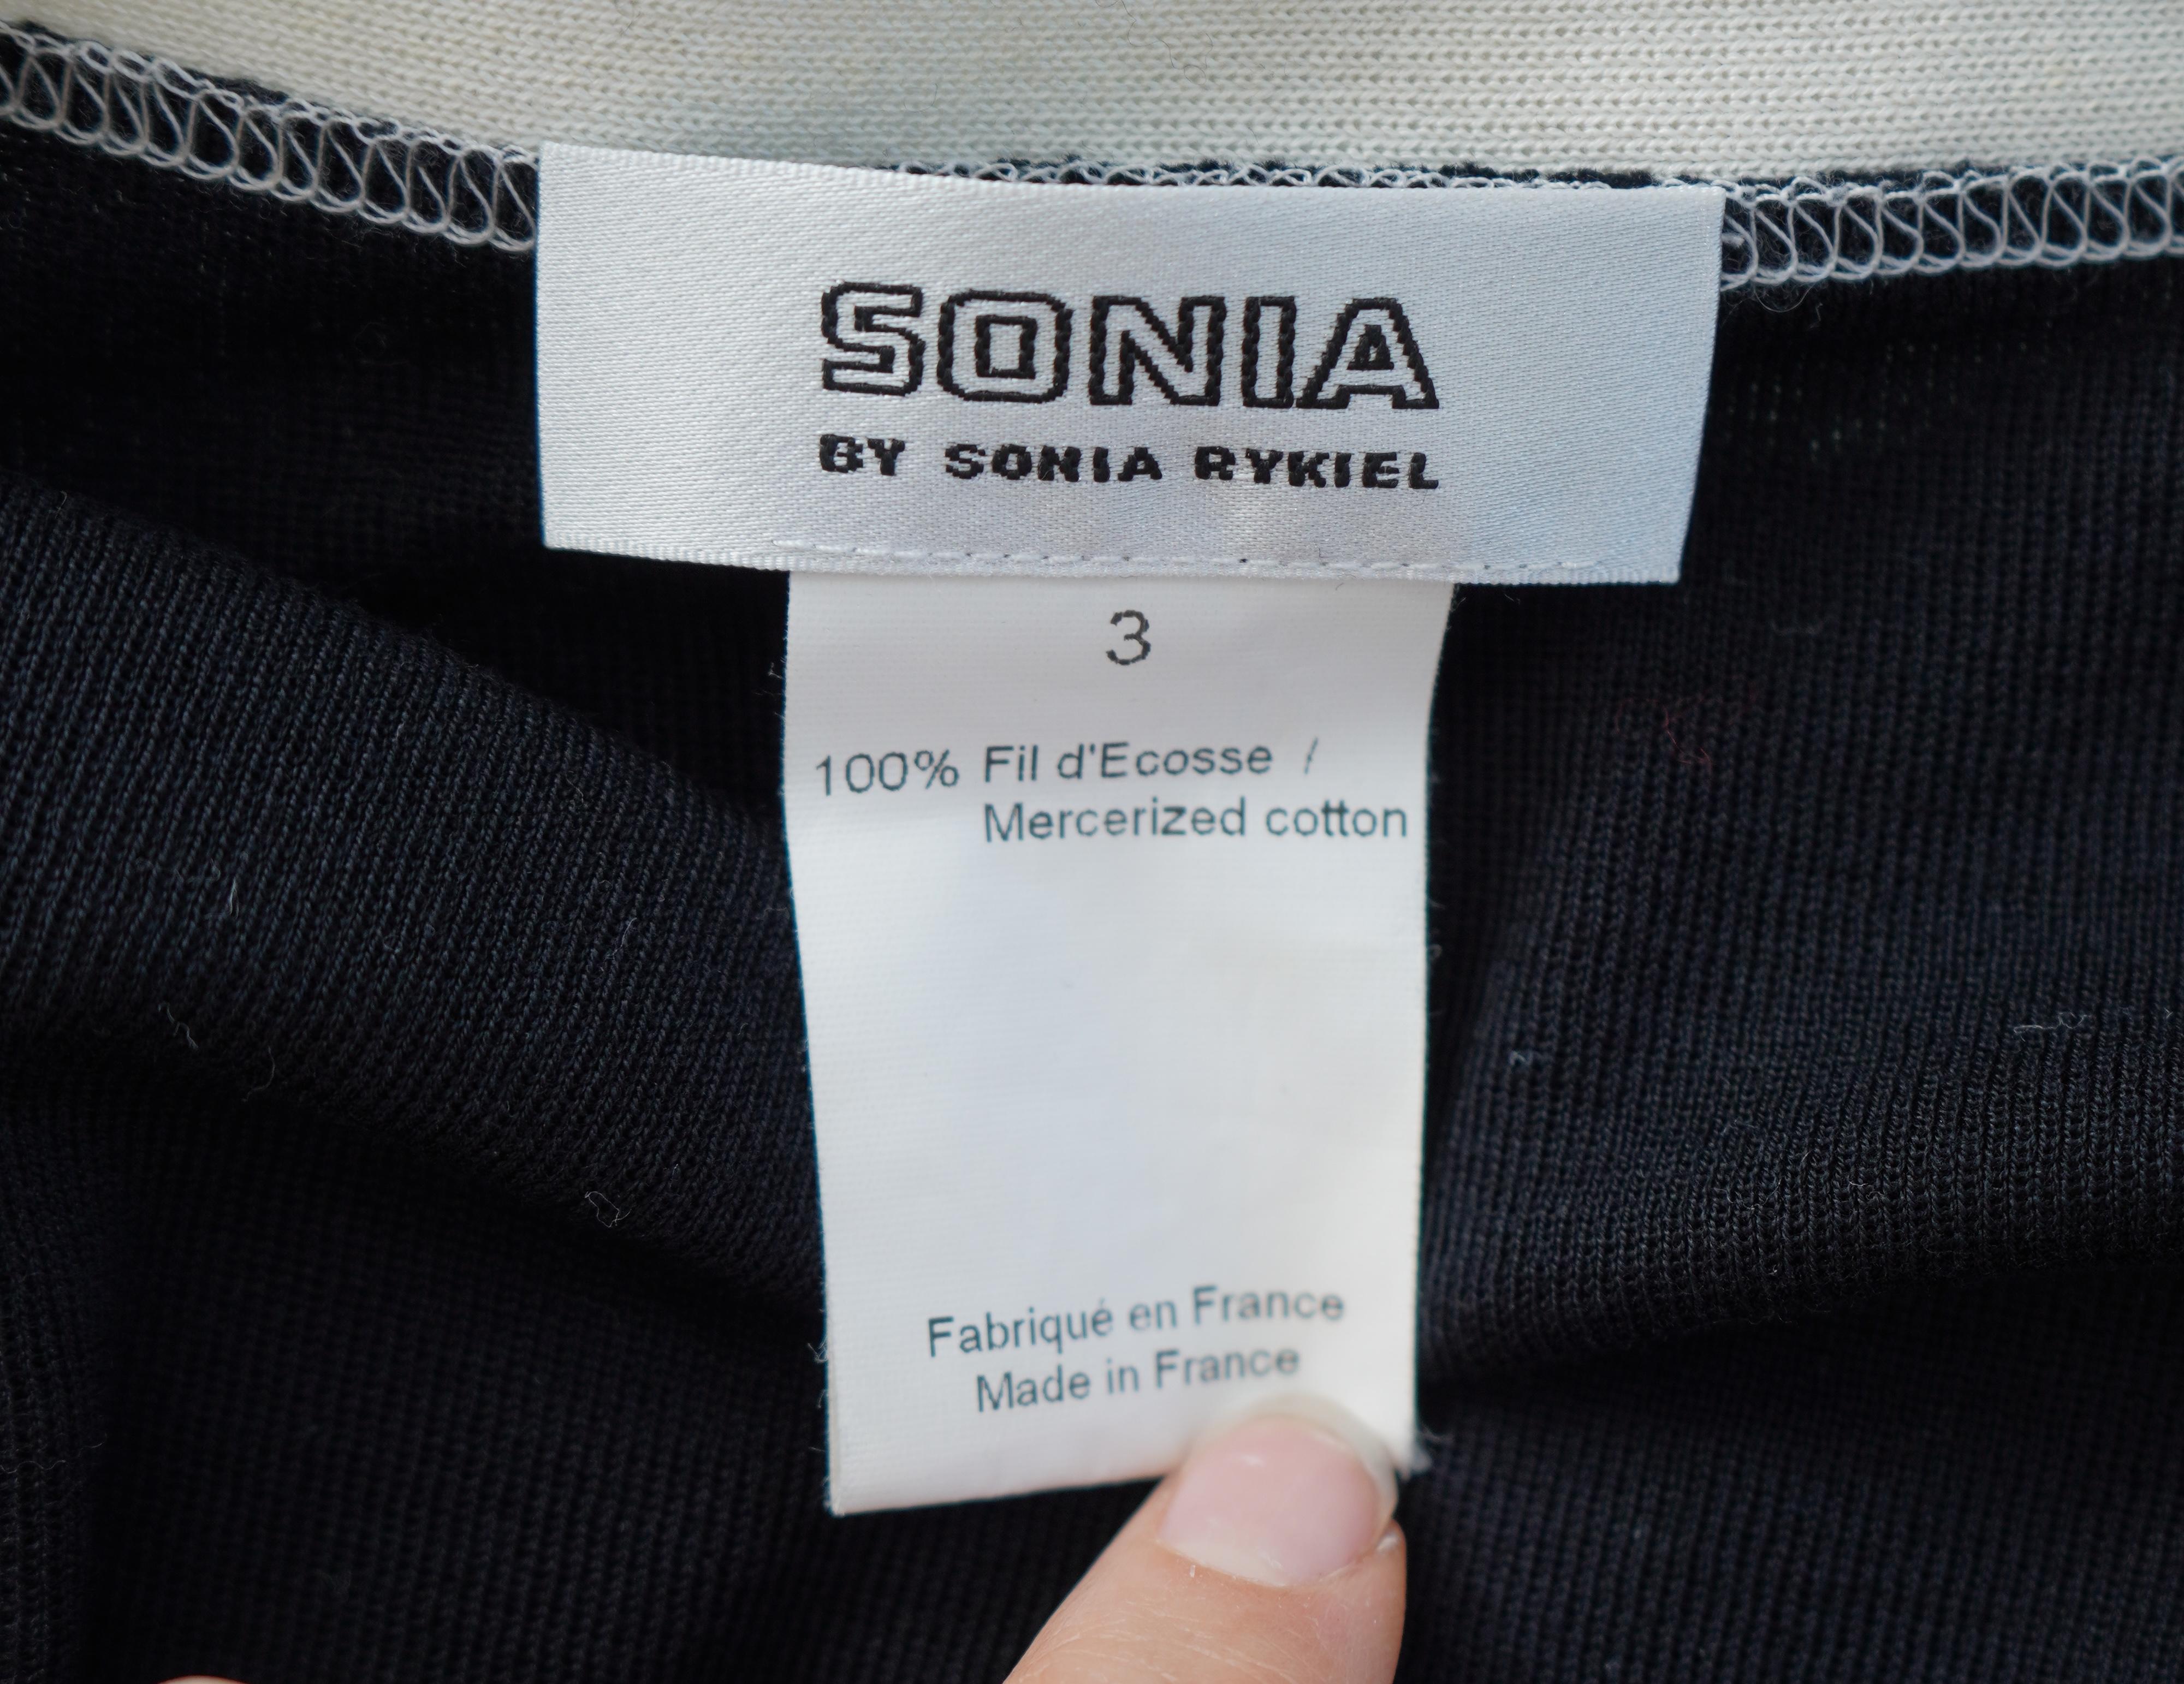 SONIA
BY SONIA RYKIEL
3
100% Fil d'Ecosse /
Mercerized cotton
Fabriqué en France
Made in France